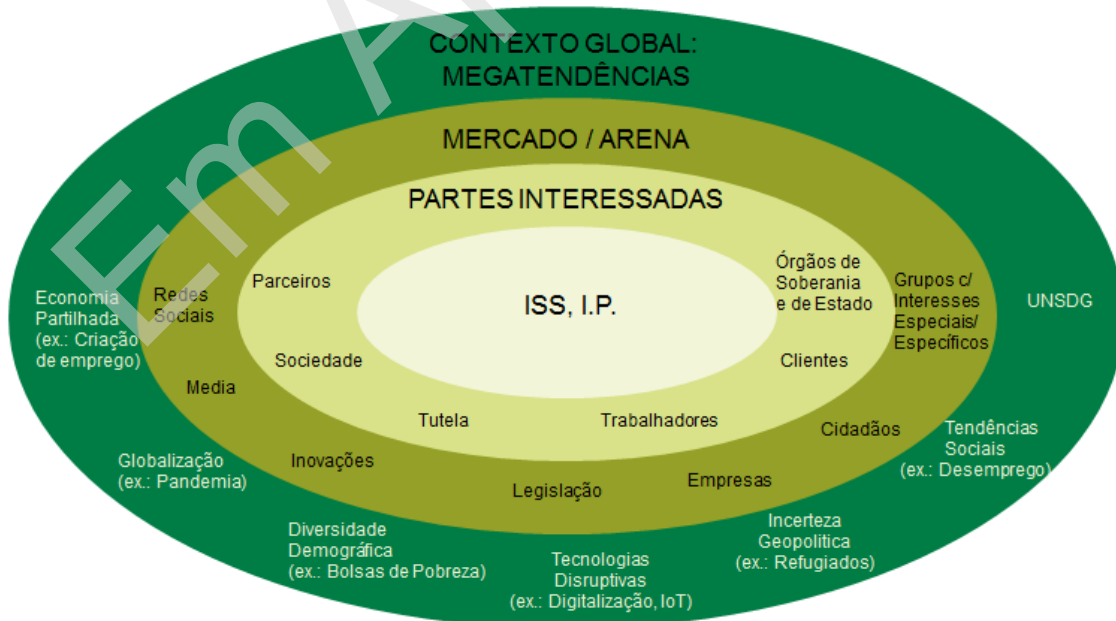 CONTEXTO GLOBAL:
MEGATENDÊNCIAS
MERCADO / ARENA
PARTES INTERESSADAS
ISS, I.P.
Parceiros
Sociedade
Tutela
Trabalhadores
Clientes
Órgãos de
Soberania
e de Estado
Redes
Sociais
Media
Inovações
Legislação
Empresas
Cidadãos
Grupos c/
Interesses
Especiais/
Específicos
Economia
Partilhada
(ex.: Criação
de emprego)
Globalização
(ex.: Pandemia)
Diversidade
Demográfica
(ex.: Bolsas de Pobreza)
Tecnologias
Disruptivas
(ex.: Digitalização, IoT)
Incerteza
Geopolitica
(ex.: Refugiados)
Tendências
Sociais
(ex.: Desemprego)
UNSDG
Em A